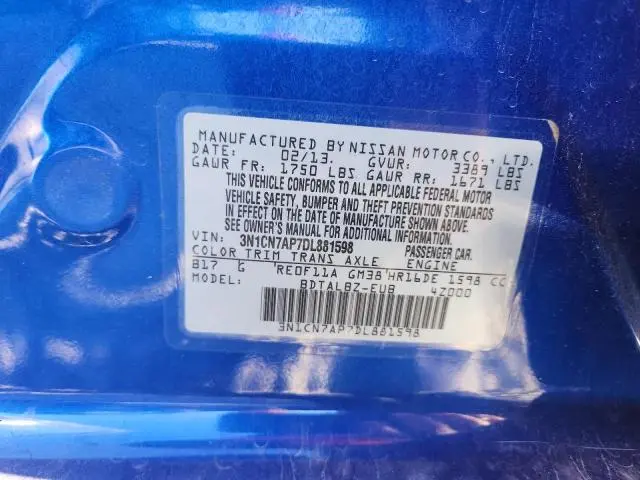 MANUFACTURED BY NISSAN MOTOR CO., LTD.
DATE: 02/13. GVWR: 3389 LBS
GAWR FR: 1750 LBS GAWR RR: 1671 LBS
THIS VEHICLE CONFORMS TO ALL APPLICABLE FEDERAL MOTOR
VEHICLE SAFETY, BUMPER AND THEFT PREVENTION STANDARDS
IN EFFECT ON THE DATE OF MANUFACTURE SHOWN ABOVE.
SEE OWNER'S MANUAL FOR ADDITIONAL INFORMATION.
VIN: 3N1CN7AP7DL881598 PASSENGER CAR
COLOR TRIM TRANS AXLE ENGINE
B17 G RE0F11A GM38 HR16DE 1598 CC
MODEL: BDTALBZ-EUB 4Z000
3N1CN7AP7DL881598